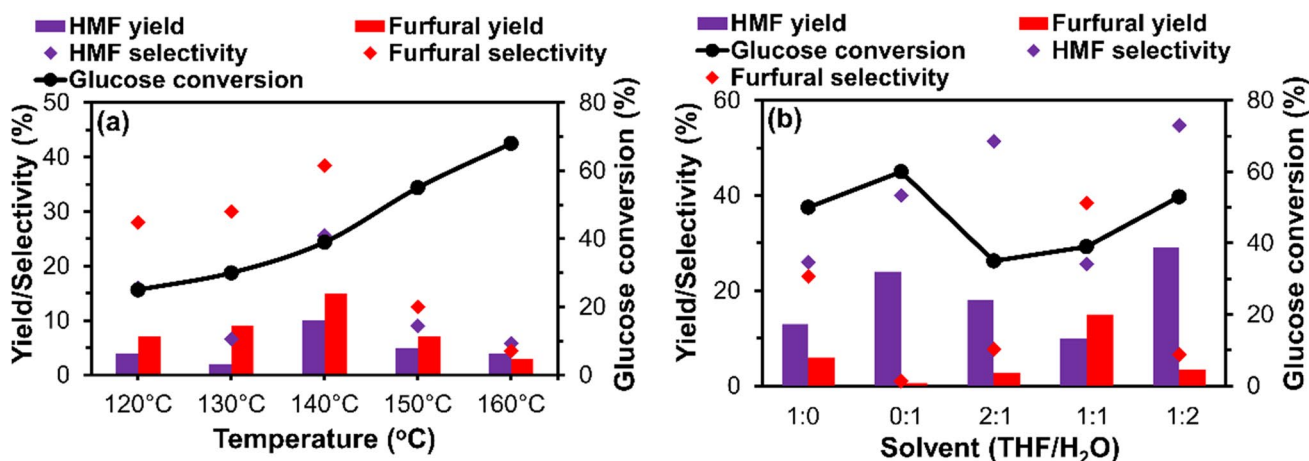 HMF yield Furfural yield
HMF selectivity Furfural selectivity
Glucose conversion
(a)
Yield/Selectivity (%)
50
40
30
20
10
0
80
60
40
20
0
Glucose conversion (%)
120°C 130°C 140°C 150°C 160°C
Temperature (°C)
HMF yield Furfural yield
Glucose conversion HMF selectivity
Furfural selectivity
(b)
Yield/Selectivity (%)
60
40
20
0
80
60
40
20
0
Glucose conversion (%)
1:0 0:1 2:1 1:1 1:2
Solvent (THF/H₂O)